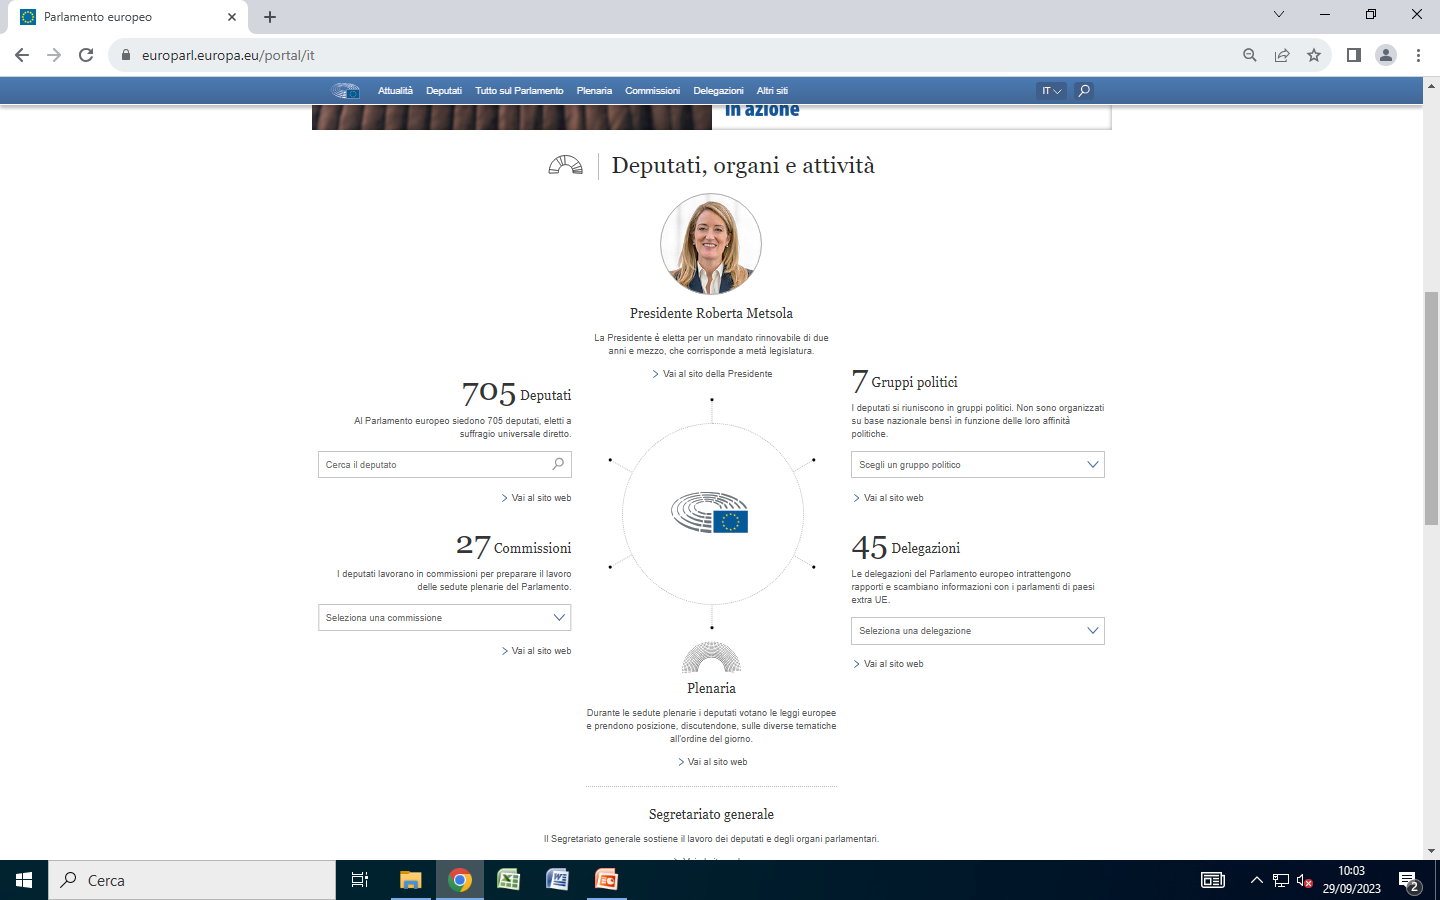 Parlamento europeo
europarl.europa.eu/portal/it
Attualità Deputati Tutto sul Parlamento Plenaria Commissioni Delegazioni Altri siti IT
in azione
Deputati, organi e attività
Presidente Roberta Metsola
La Presidente è eletta per un mandato rinnovabile di due
anni e mezzo, che corrisponde a metà legislatura.
Vai al sito della Presidente
705 Deputati
Al Parlamento europeo siedono 705 deputati, eletti a
suffragio universale diretto.
Cerca il deputato
Vai al sito web
7 Gruppi politici
I deputati si riuniscono in gruppi politici. Non sono organizzati
su base nazionale bensì in funzione delle loro affinità
politiche.
Scegli un gruppo politico
Vai al sito web
27 Commissioni
I deputati lavorano in commissioni per preparare il lavoro
delle sedute plenarie del Parlamento.
Seleziona una commissione
Vai al sito web
45 Delegazioni
Le delegazioni del Parlamento europeo intrattengono
rapporti e scambiano informazioni con i parlamenti di paesi
extra UE.
Seleziona una delegazione
Vai al sito web
Plenaria
Durante le sedute plenarie i deputati votano le leggi europee
e prendono posizione, discutendone, sulle diverse tematiche
all'ordine del giorno.
Vai al sito web
Segretariato generale
Il Segretariato generale sostiene il lavoro dei deputati e degli organi parlamentari.
Cerca
10:03
29/09/2023
2